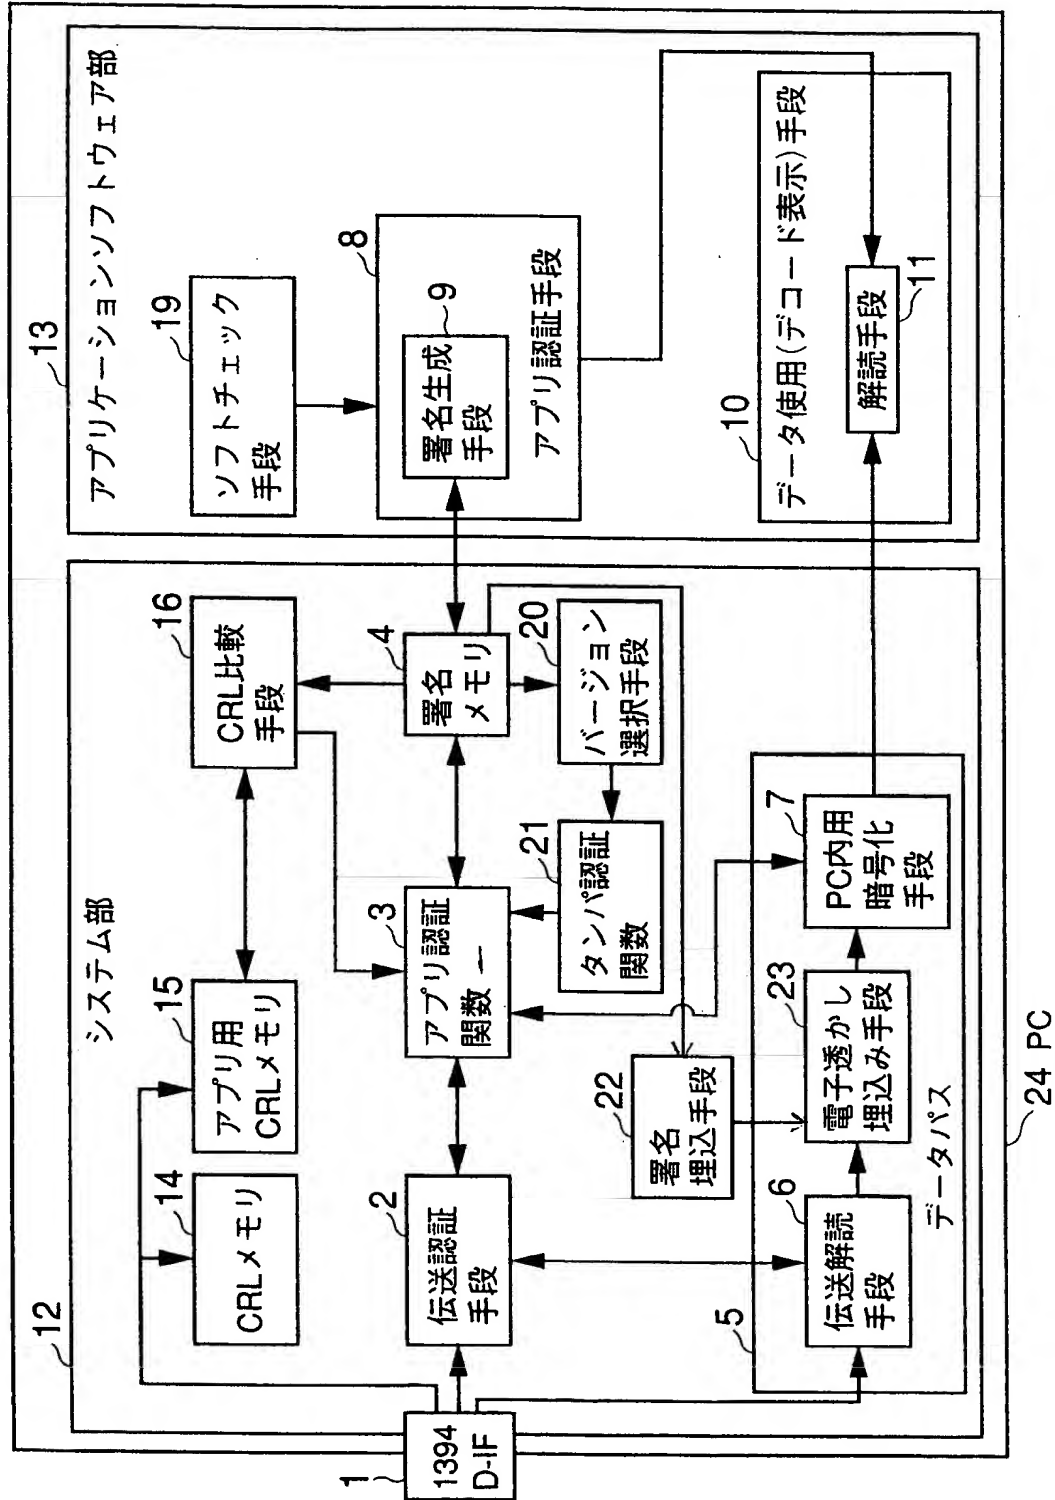 12
システム部
13
アプリケーションソフトウェア部
14
CRLメモリ
15
アプリ用
CRLメモリ
16
CRL比較
手段
19
ソフトチェック
手段
1
1394
D-IF
2
伝送認証
手段
3
アプリ認証
関数
4
署名
メモリ
8
9
署名生成
手段
アプリ認証手段
20
バージョン
選択手段
21
タンパ認証
関数
22
署名
埋込手段
5
6
伝送解読
手段
23
電子透かし
埋込み手段
7
PC内用
暗号化
手段
データパス
10
データ使用(デコード表示)手段
解読手段
11
24 PC